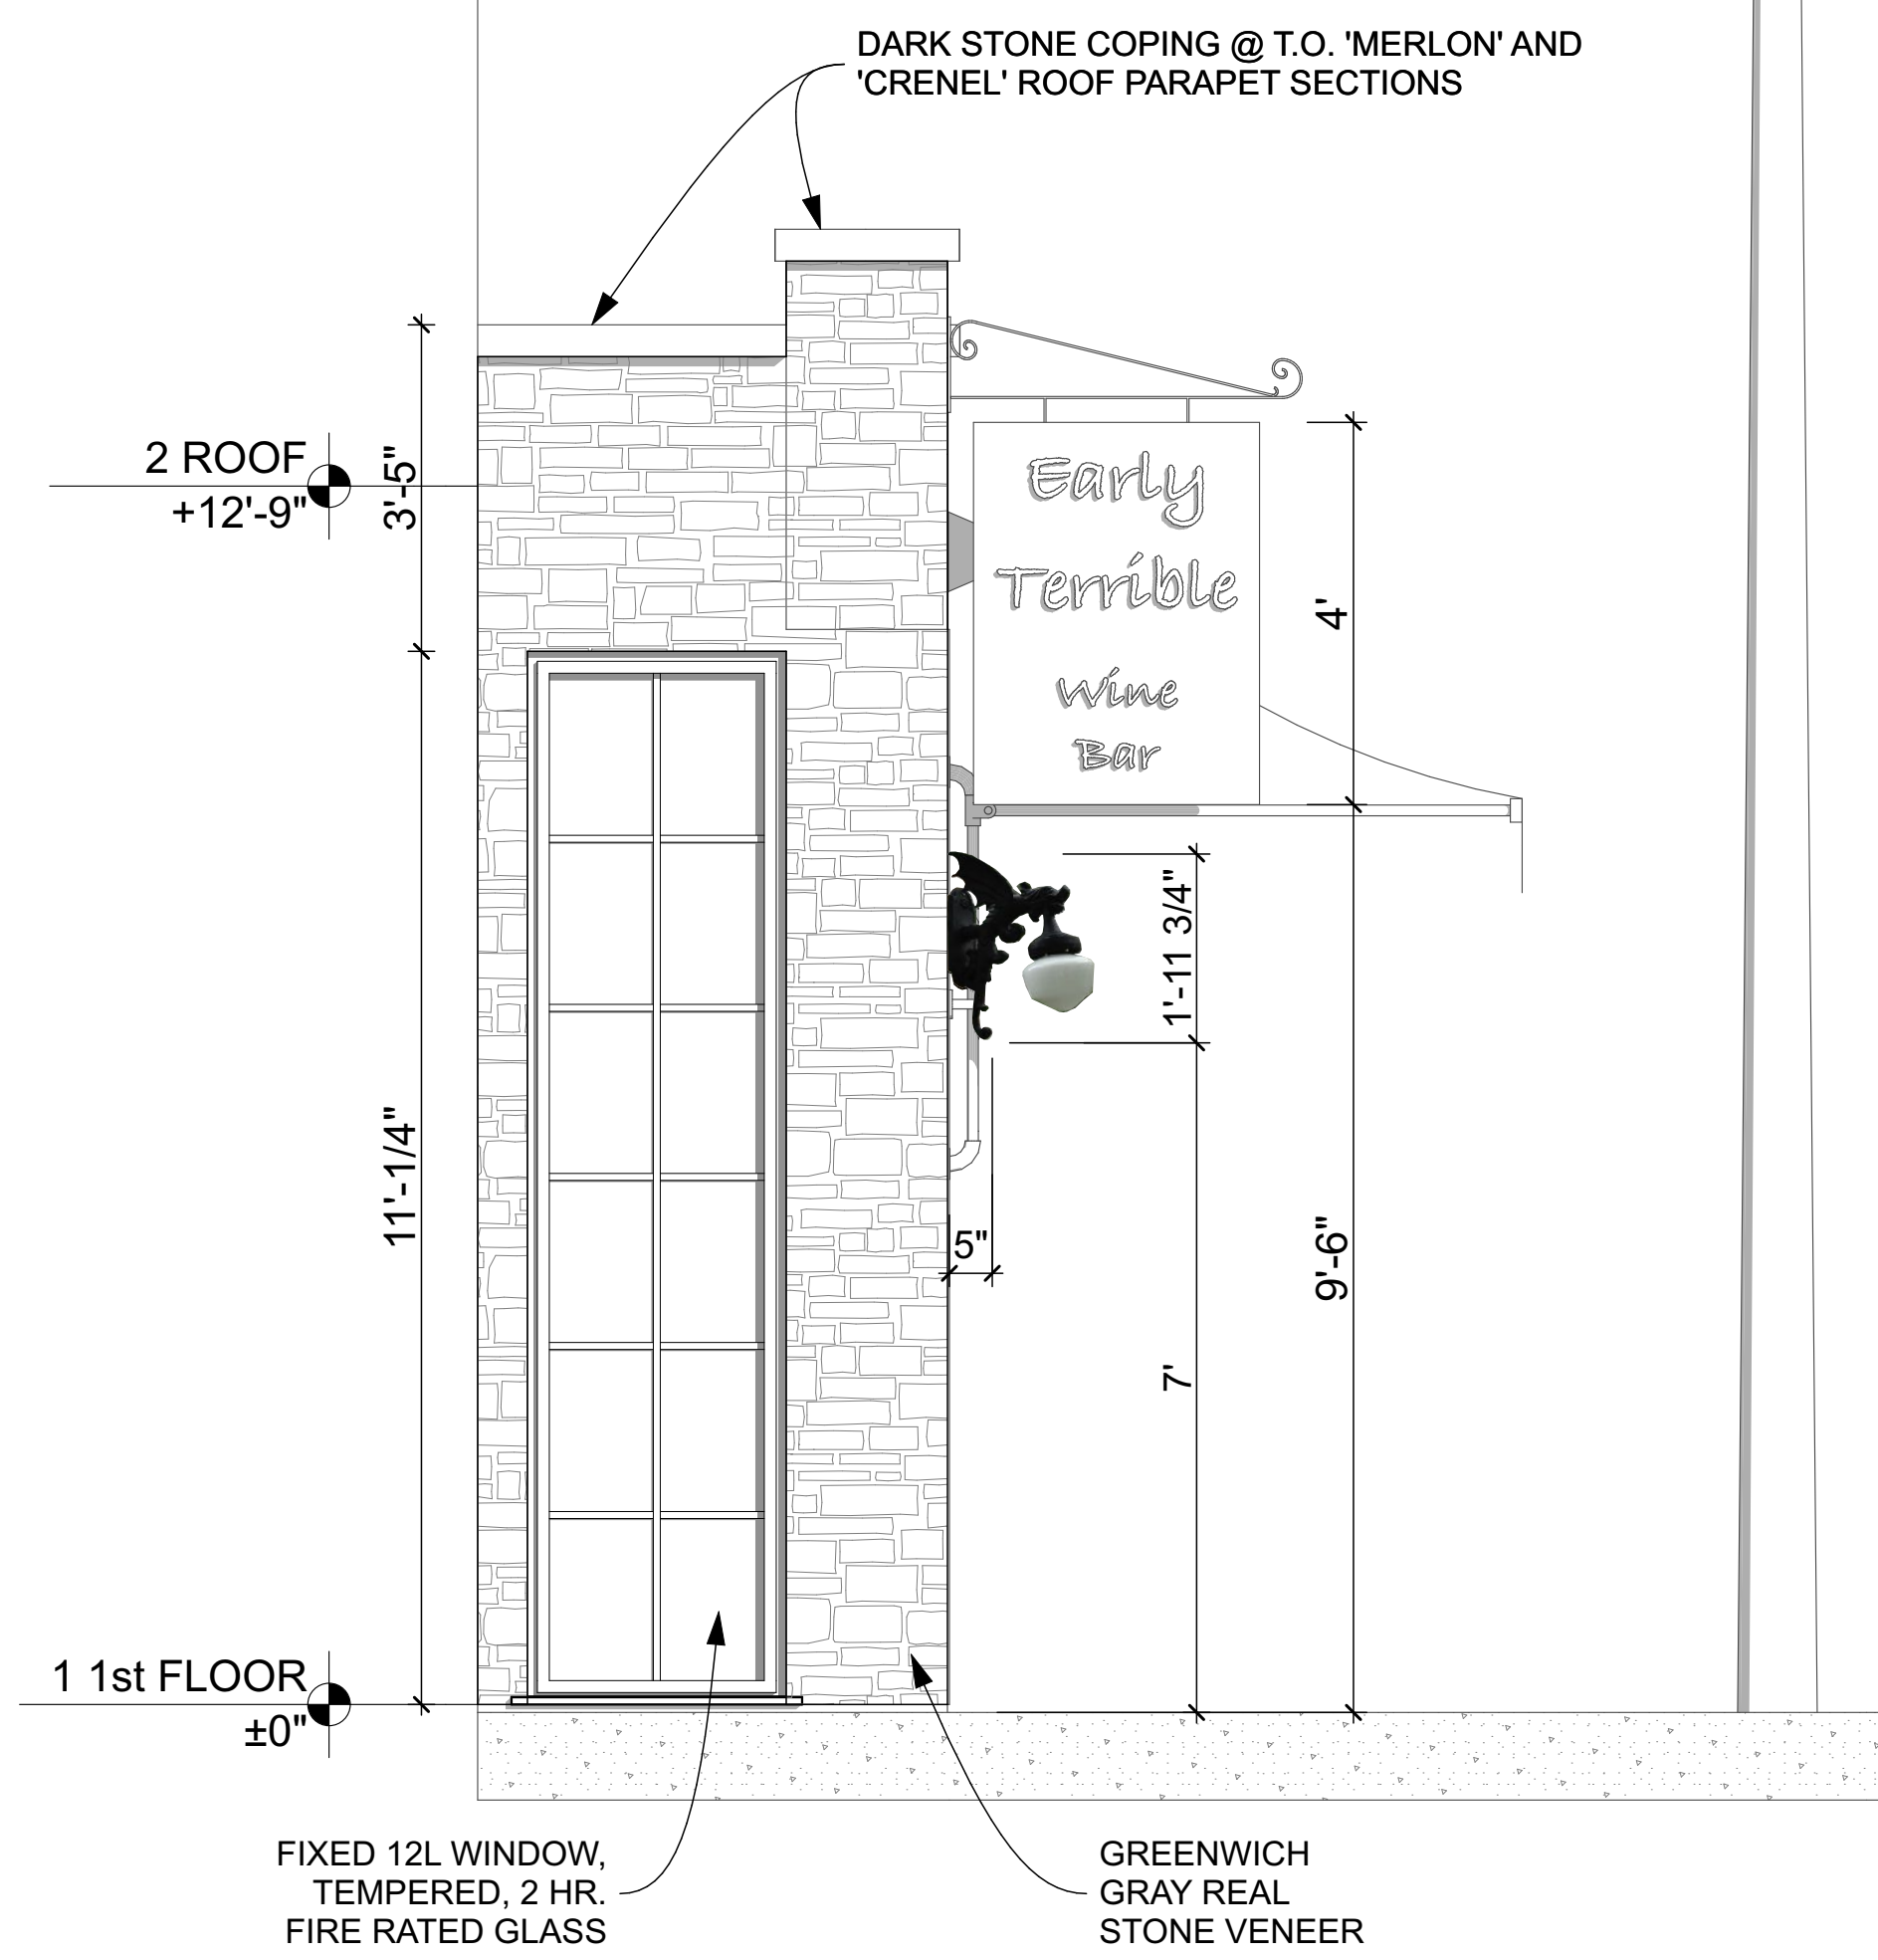 DARK STONE COPING @ T.O. 'MERLON' AND
'CRENEL' ROOF PARAPET SECTIONS
2 ROOF
+12'-9"
3'-5"
Early
Terrible
Wine
Bar
4'
1'-11 3/4"
11'-1/4"
5"
9'-6"
7'
1 1st FLOOR
±0"
FIXED 12L WINDOW,
TEMPERED, 2 HR.
FIRE RATED GLASS
GREENWICH
GRAY REAL
STONE VENEER